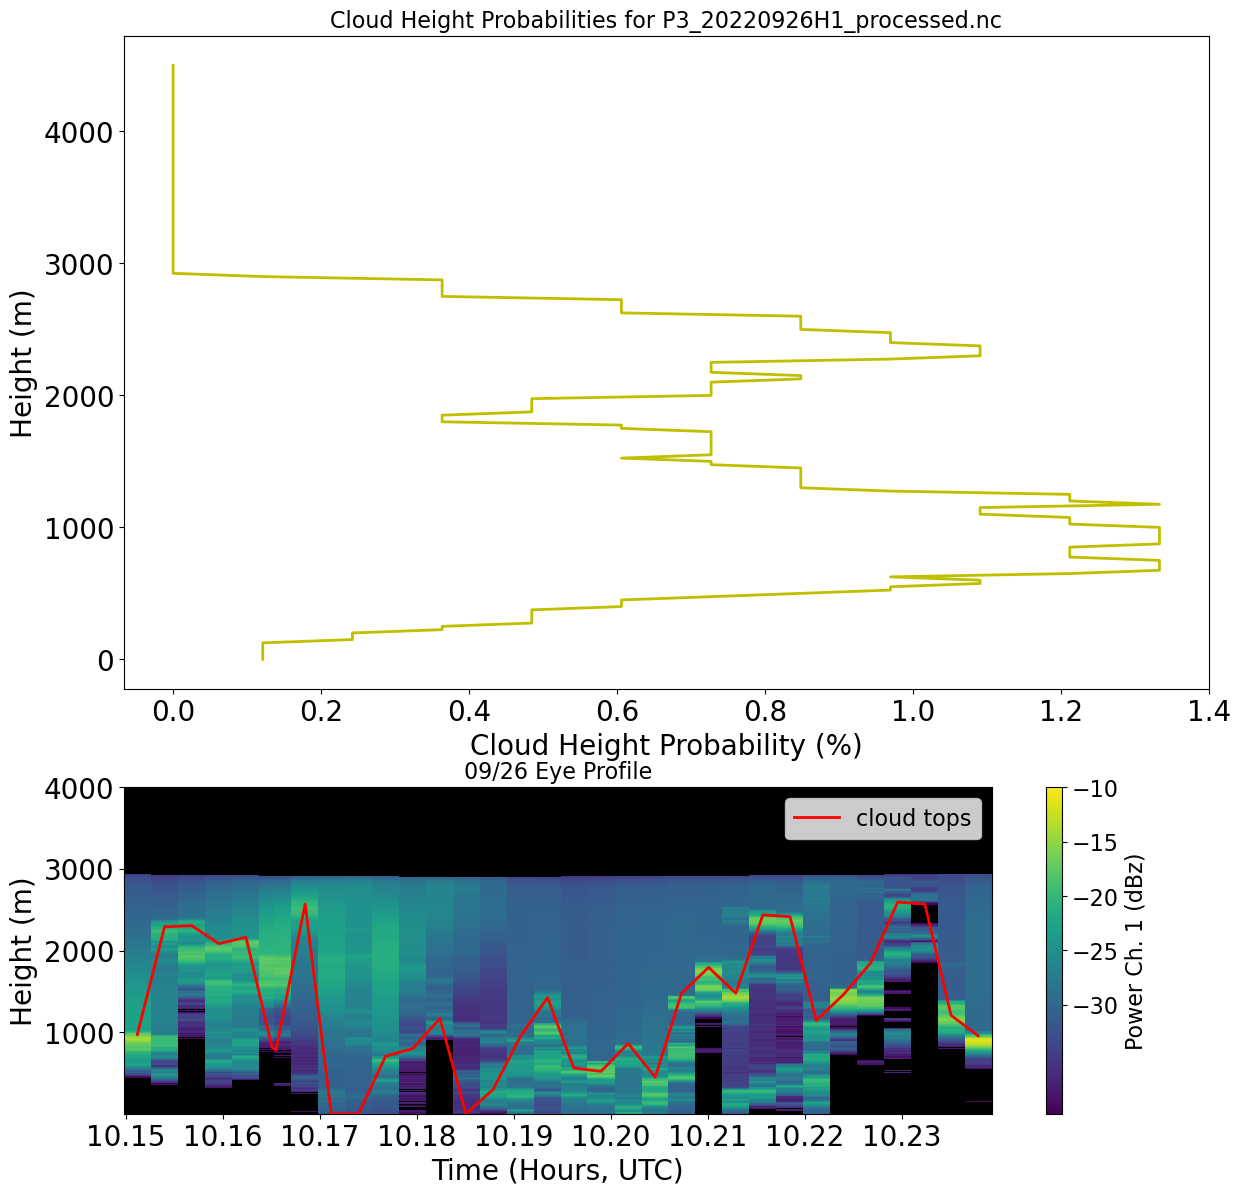 Cloud Height Probabilities for P3_20220926H1_processed.nc
4000
3000
2000
1000
0
Height (m)
0.0 0.2 0.4 0.6 0.8 1.0 1.2 1.4
Cloud Height Probability (%)
09/26 Eye Profile
4000
3000
2000
1000
Height (m)
cloud tops
10.15 10.16 10.17 10.18 10.19 10.20 10.21 10.22 10.23
Time (Hours, UTC)
−10
−15
−20
−25
−30
Power Ch. 1 (dBz)